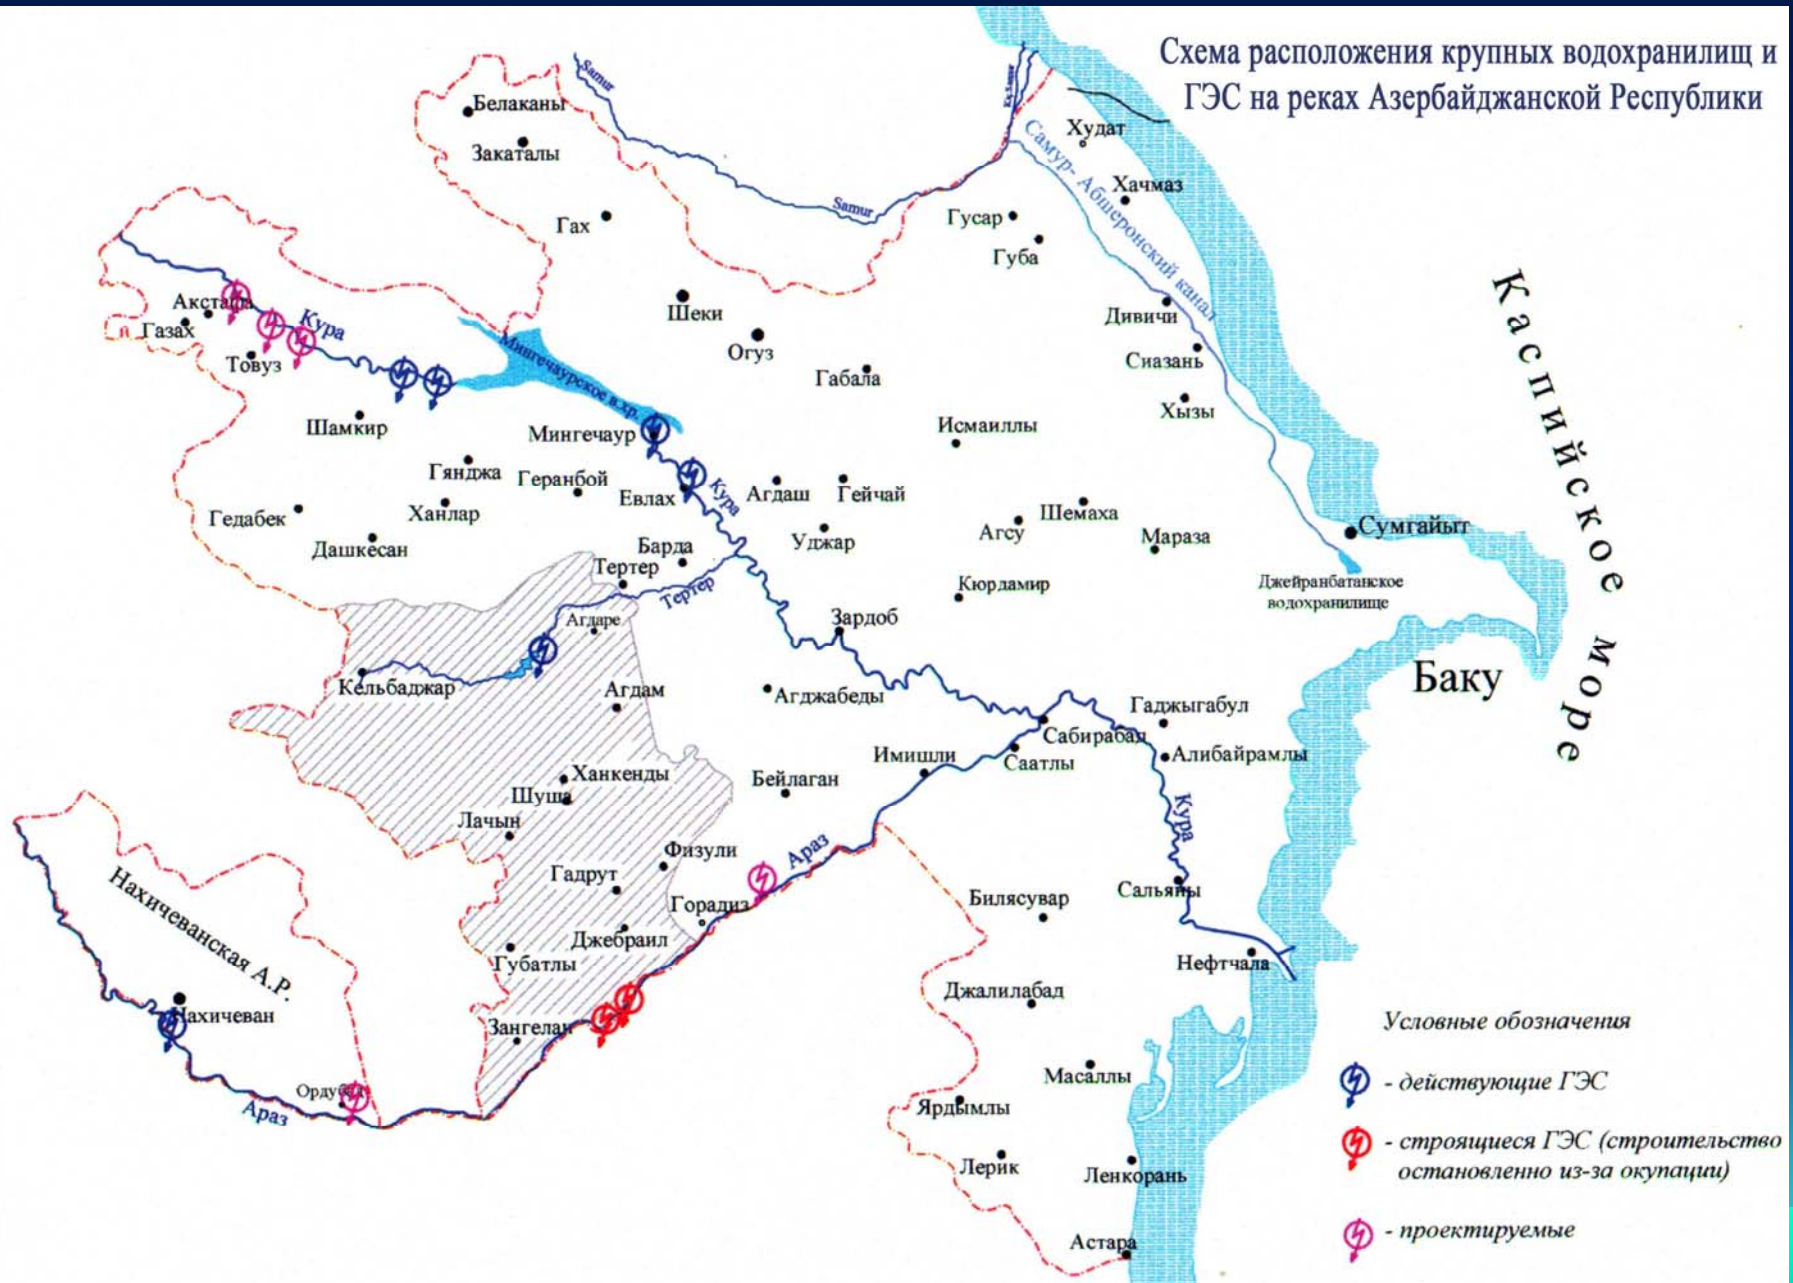 Схема расположения крупных водохранилищ и
ГЭС на реках Азербайджанской Республики
Samur
Белаканы
Закаталы
Худат
Самур- Абшеронский канал
Хачмаз
Гах
Samur
Гусар
Губа
Каспийское море
Акстафа
Газах
Кура
Товуз
Шеки
Огуз
Дивичи
Мингечаурское в.хр.
Габала
Сиазань
Хызы
Шамкир
Мингечаур
Исмаиллы
Гянджа
Геранбой
Евлах
Кура
Агдаш
Гейчай
Гедабек
Ханлар
Шемаха
Сумгайыт
Дашкесан
Барда
Уджар
Агсу
Мараза
Тертер
Тертер
Кюрдамир
Джейранбатанское
водохранилище
Агдаре
Зардоб
Кельбаджар
Агдам
Агджабеды
Баку
Гаджыгабул
Сабирабад
Имишли
Саатлы
Алибайрамлы
Ханкенды
Бейлаган
Шуша
Лачын
Кура
Физули
Араз
Гадрут
Нахичеванская А.Р.
Горадиз
Билясувар
Сальяны
Джебраил
Губатлы
Нефтчала
Джалилабад
Нахичеван
Зангелан
Условные обозначения
Масаллы
- действующие ГЭС
Ордубад
Араз
Ярдымлы
- строящиеся ГЭС (строительство
остановленно из-за окупации)
Лерик
Ленкорань
- проектируемые
Астара